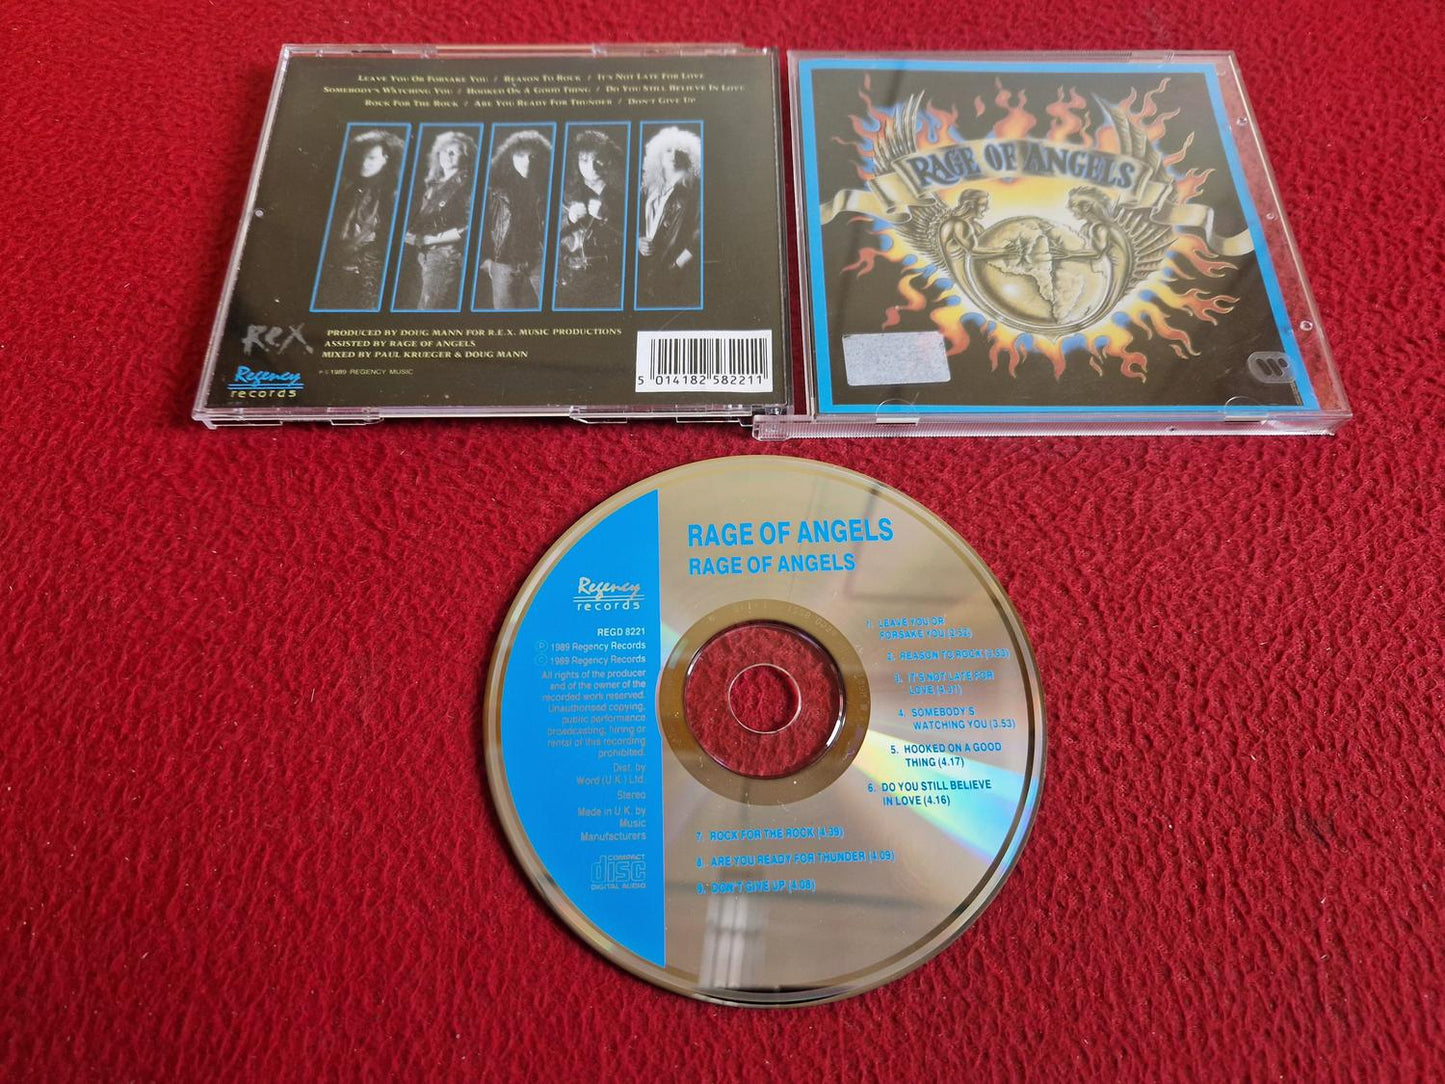 LEAVE YOU OR FORSAKE YOU / REASON TO ROCK / IT'S NOT LATE FOR LOVE
SOMEBODY'S WATCHING YOU / HOOKED ON A GOOD THING / DO YOU STILL BELIEVE IN LOVE
ROCK FOR THE ROCK / ARE YOU READY FOR THUNDER / DON'T GIVE UP
R.E.X.
Regency
records
PRODUCED BY DOUG MANN FOR R.E.X. MUSIC PRODUCTIONS
ASSISTED BY RAGE OF ANGELS
MIXED BY PAUL KRUEGER & DOUG MANN
℗©1989 REGENCY MUSIC
5 014182 582211
RAGE OF ANGELS
RAGE OF ANGELS
RAGE OF ANGELS
Regency
records
REGD 8221
℗ 1989 Regency Records
© 1989 Regency Records
All rights of the producer
and of the owner of the
recorded work reserved.
Unauthorised copying,
public performance
broadcasting, hiring or
rental of this recording
prohibited.
Dist. by
Word (U.K.) Ltd.
Stereo
Made in U.K. by
Music
Manufacturers
COMPACT
disc
DIGITAL AUDIO
1. LEAVE YOU OR
FORSAKE YOU (3.52)
2. REASON TO ROCK (3.53)
3. IT'S NOT LATE FOR
LOVE (4.31)
4. SOMEBODY'S
WATCHING YOU (3.53)
5. HOOKED ON A GOOD
THING (4.17)
6. DO YOU STILL BELIEVE
IN LOVE (4.16)
7. ROCK FOR THE ROCK (4.39)
8. ARE YOU READY FOR THUNDER (4.09)
9. DON'T GIVE UP (4.08)